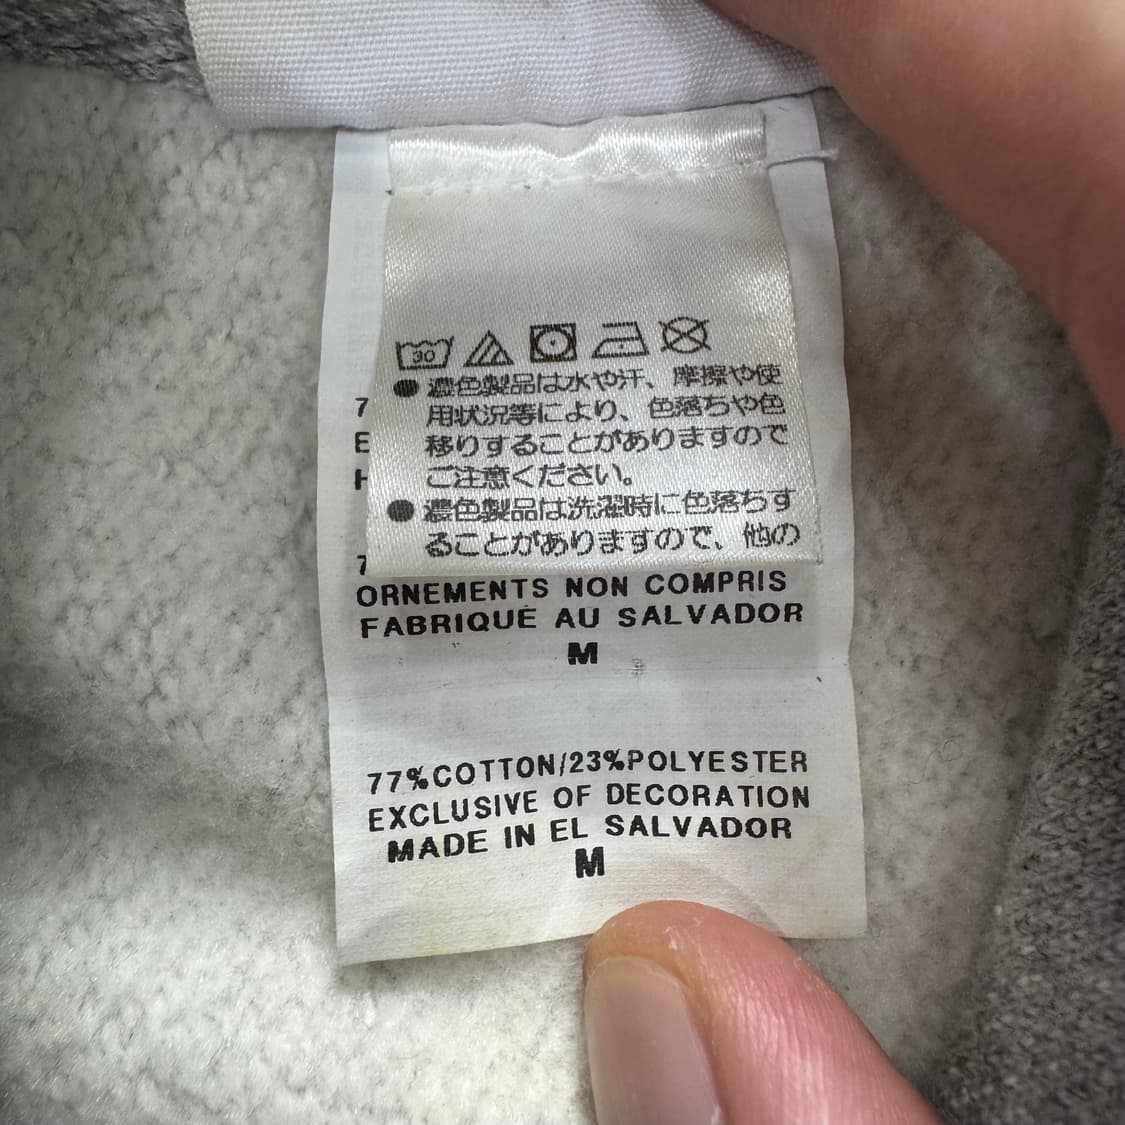 30
●濃色製品は水や汗、摩擦や使
用状況等により、色落ちや色
移りすることがありますので
ご注意ください。
●濃色製品は洗濯時に色落ちす
ることがありますので、他の
7
E
H
7
ORNEMENTS NON COMPRIS
FABRIQUÉ AU SALVADOR
M
77%COTTON/23%POLYESTER
EXCLUSIVE OF DECORATION
MADE IN EL SALVADOR
M